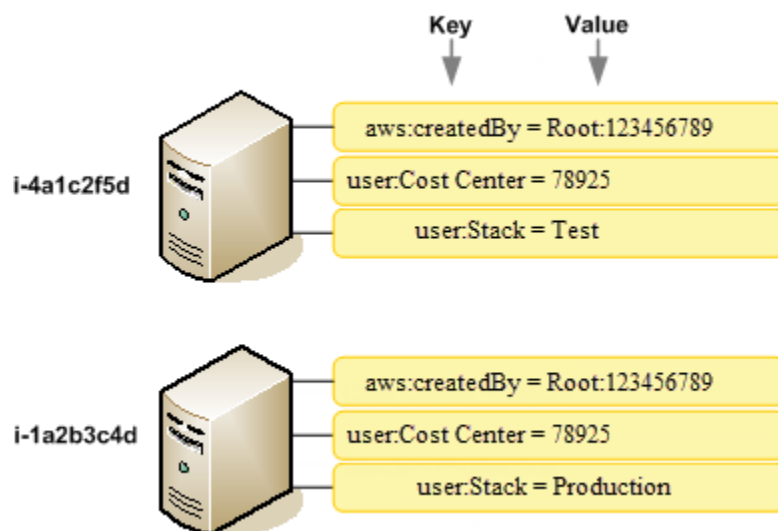 Key Value
aws:createdBy = Root:123456789
i-4a1c2f5d
user:Cost Center = 78925
user:Stack = Test
aws:createdBy = Root:123456789
i-1a2b3c4d
user:Cost Center = 78925
user:Stack = Production